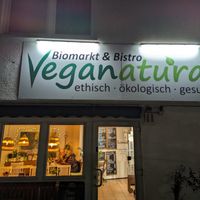 Biomarkt & Bistro
Veganatura
ethisch · ökologisch · gesu